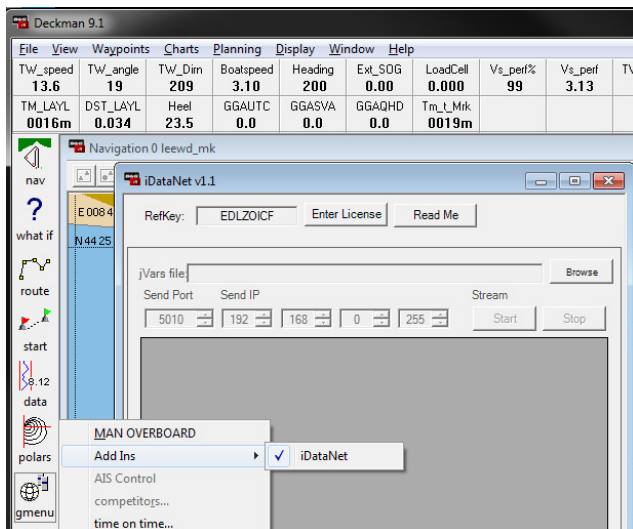 Deckman 9.1
File View Waypoints Charts Planning Display Window Help
TW_speed TW_angle TW_Dirn Boatspeed Heading Ext_SOG LoadCell Vs_perf% Vs_perf
13.6 19 209 3.10 200 0.00 0.000 99 3.13
TM_LAYL DST_LAYL Heel GGAUTC GGASVA GGAQHD Tm_t_Mrk
0016m 0.034 23.5 0.0 0.0 0.0 0019m
Navigation 0 leewd_mk
nav
iDataNet v1.1
E 008 4
RefKey: EDLZOICF Enter License Read Me
what if
N 44 25
jVars file: Browse
route
Send Port Send IP Stream
5010 192 168 0 255 Start Stop
start
8.12
data
MAN OVERBOARD
polars
Add Ins iDataNet
AIS Control
competitors...
gmenu
time on time...